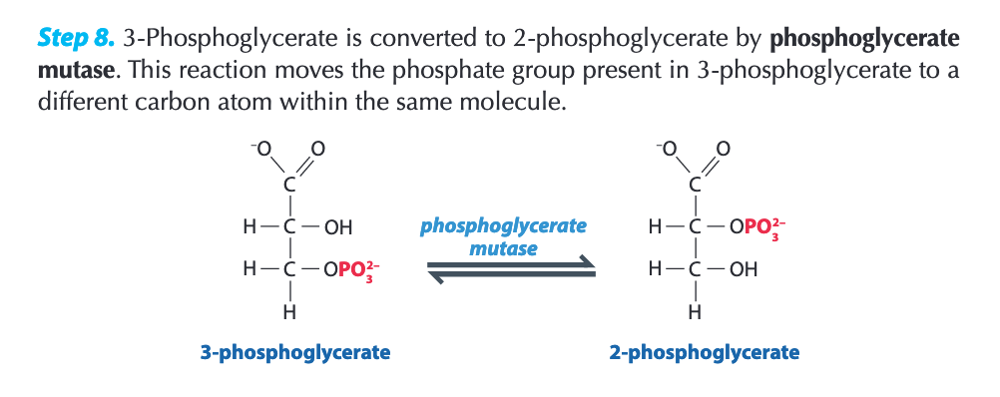 Step 8. 3-Phosphoglycerate is converted to 2-phosphoglycerate by phosphoglycerate
mutase. This reaction moves the phosphate group present in 3-phosphoglycerate to a
different carbon atom within the same molecule.
⁻O O
C
H–C–OH
H–C–OPO₃²⁻
H
3-phosphoglycerate
phosphoglycerate
mutase
⁻O O
C
H–C–OPO₃²⁻
H–C–OH
H
2-phosphoglycerate